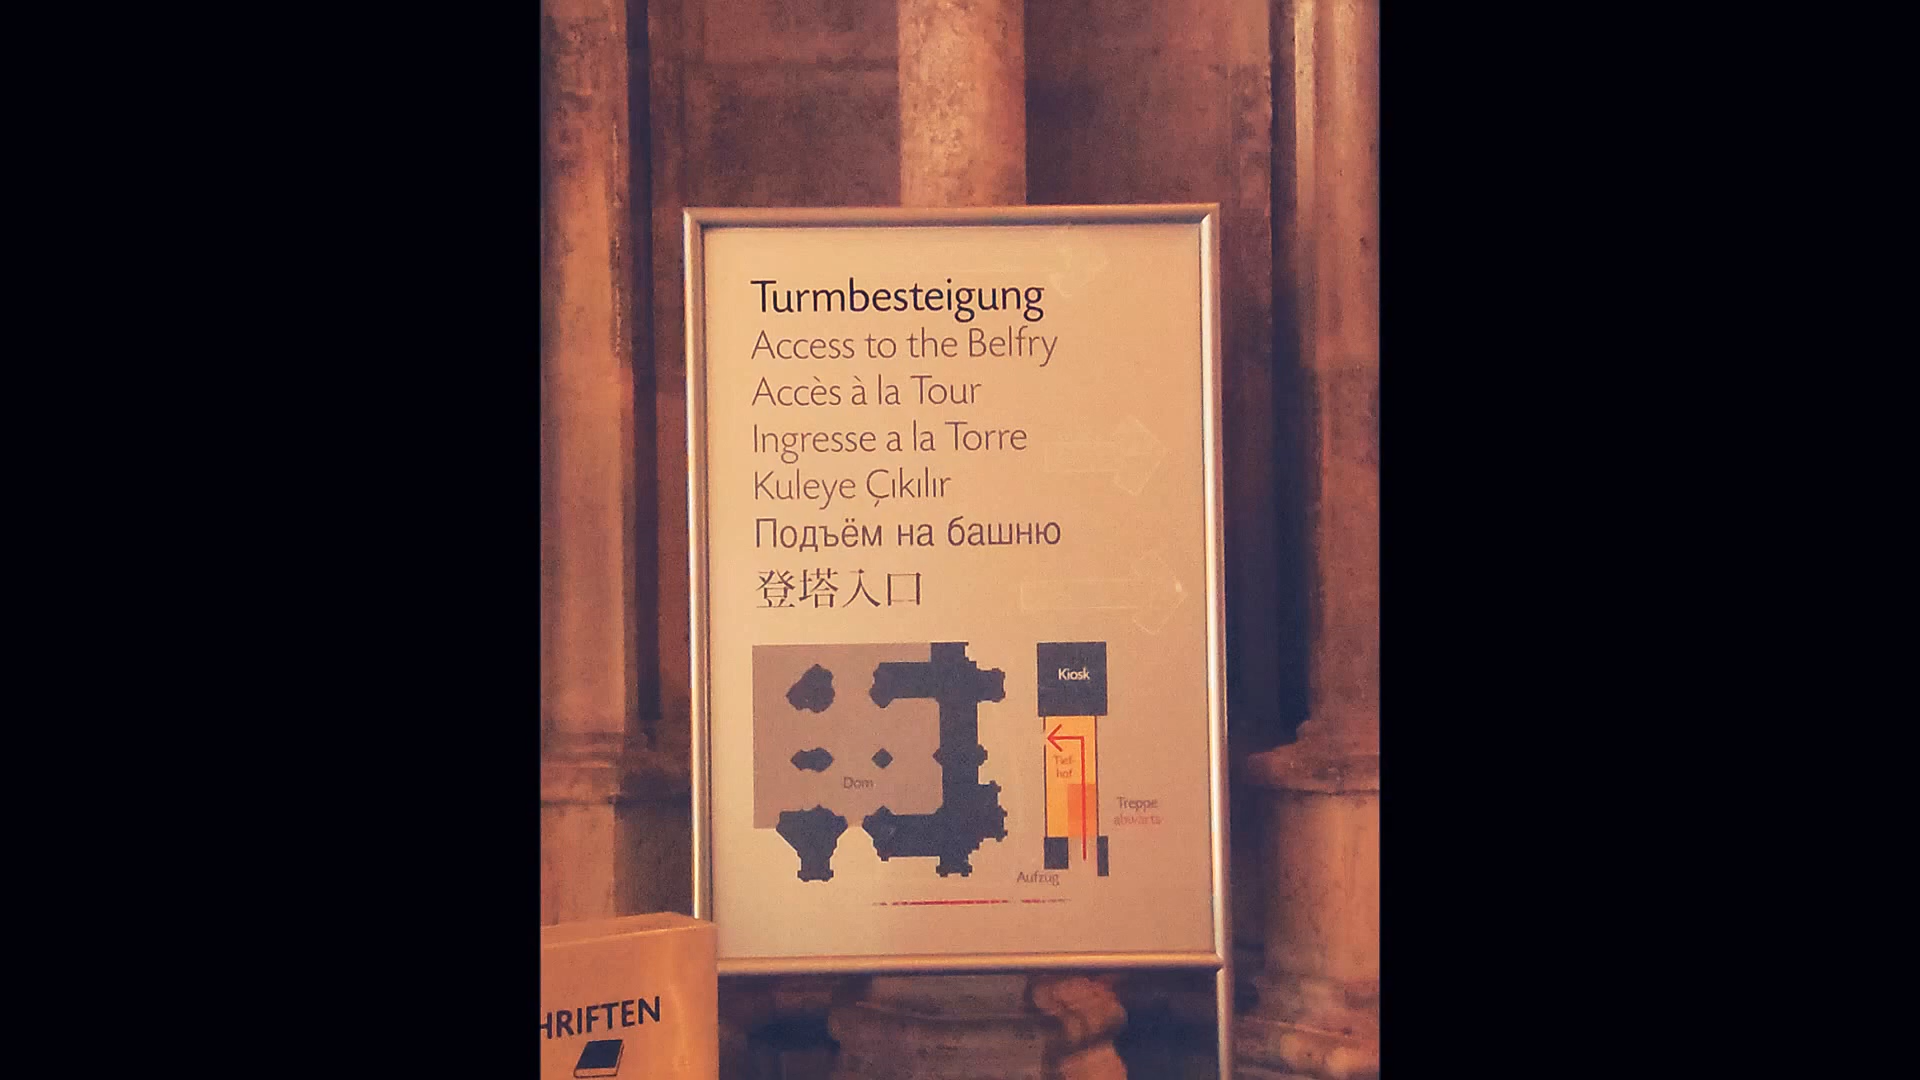 Turmbesteigung
Access to the Belfry
Accès à la Tour
Ingresse a la Torre
Kuleye Çıkılır
Подъём на башню
登塔入口
Kiosk
Tief-
hof
Dom
Treppe
abwärts
Aufzug
HRIFTEN